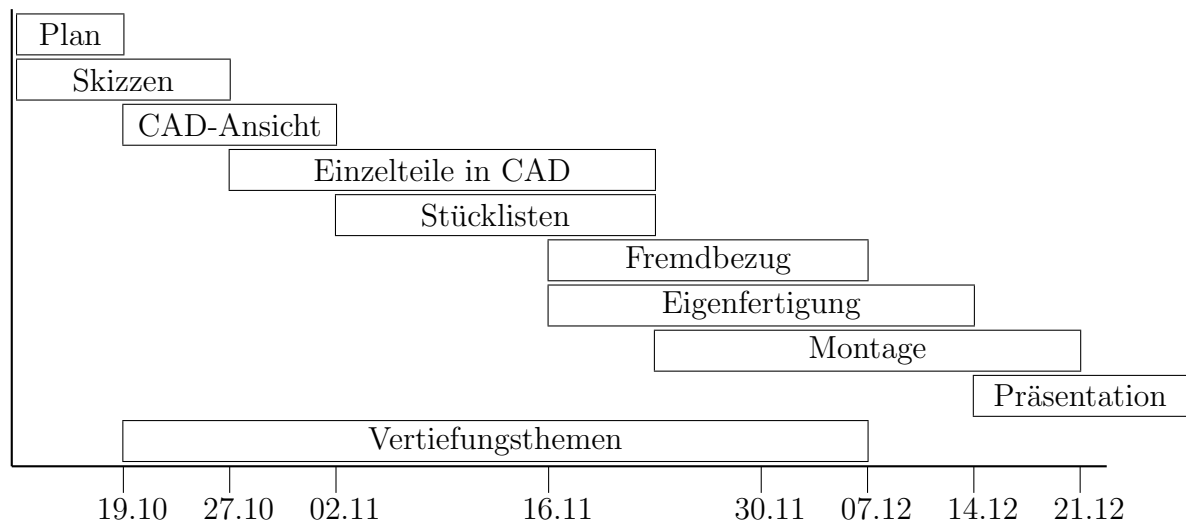 Plan
Skizzen
CAD-Ansicht
Einzelteile in CAD
Stücklisten
Fremdbezug
Eigenfertigung
Montage
Präsentation
Vertiefungsthemen
19.10 27.10 02.11 16.11 30.11 07.12 14.12 21.12